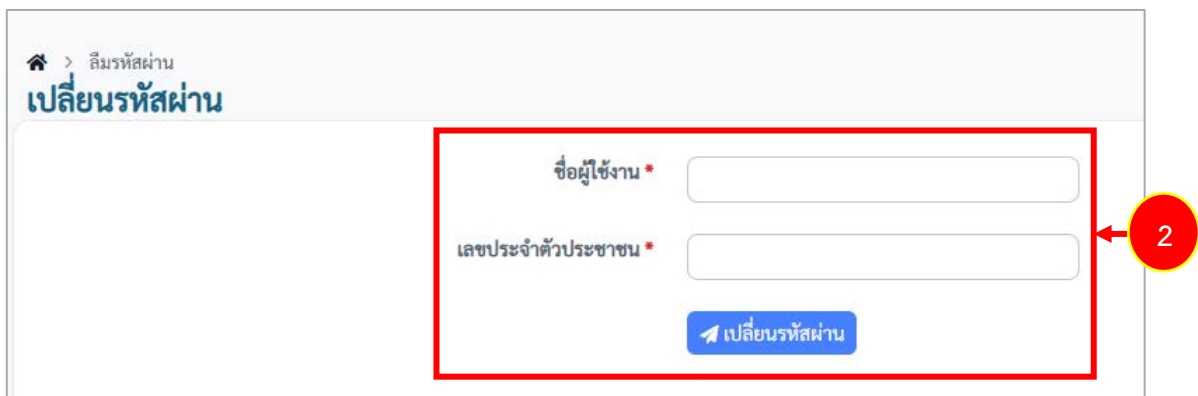 > ลืมรหัสผ่าน
เปลี่ยนรหัสผ่าน
ชื่อผู้ใช้งาน *
เลขประจำตัวประชาชน *
2
เปลี่ยนรหัสผ่าน